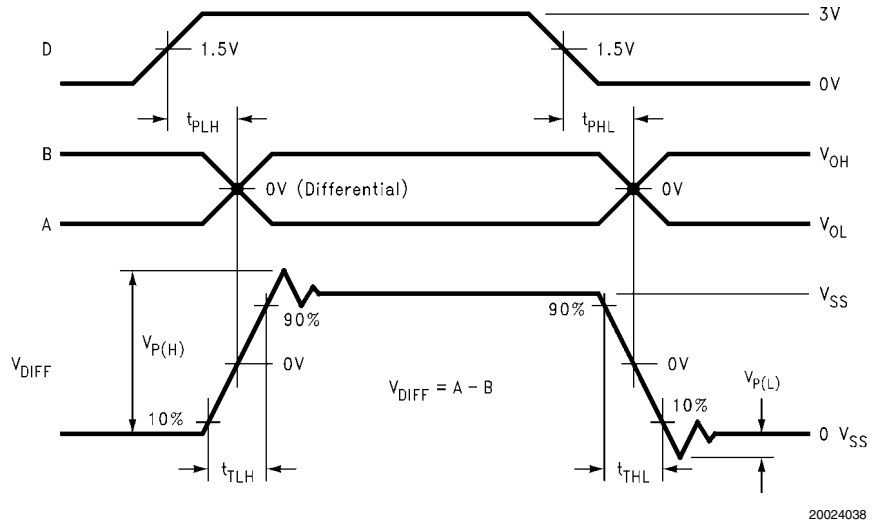 3V
D
1.5V
1.5V
0V
tPLH
tPHL
B
VOH
0V (Differential)
0V
A
VOL
VSS
90%
90%
VP(H)
VDIFF
0V
0V
VDIFF = A - B
VP(L)
10%
10%
0 VSS
tTLH
tTHL
20024038